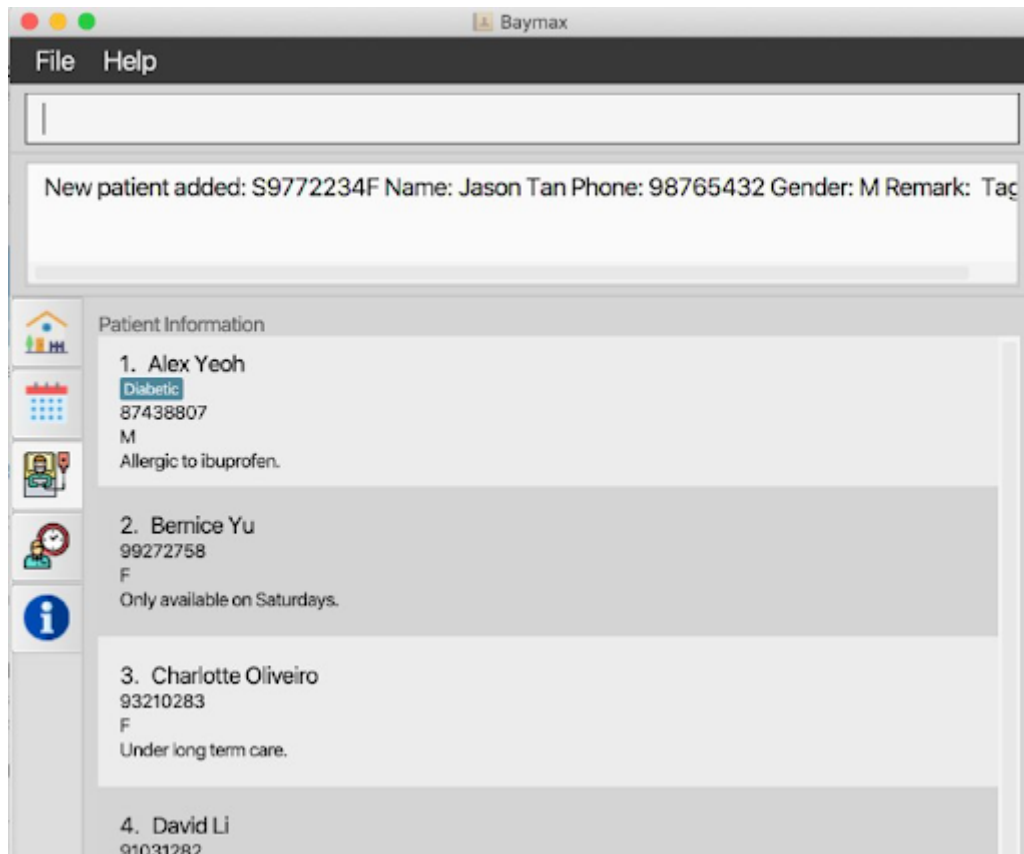 Baymax
File Help
New patient added: S9772234F Name: Jason Tan Phone: 98765432 Gender: M Remark: Tag
Patient Information
1. Alex Yeoh
Diabetic
87438807
M
Allergic to ibuprofen.
2. Bernice Yu
99272758
F
Only available on Saturdays.
3. Charlotte Oliveiro
93210283
F
Under long term care.
4. David Li
91031282